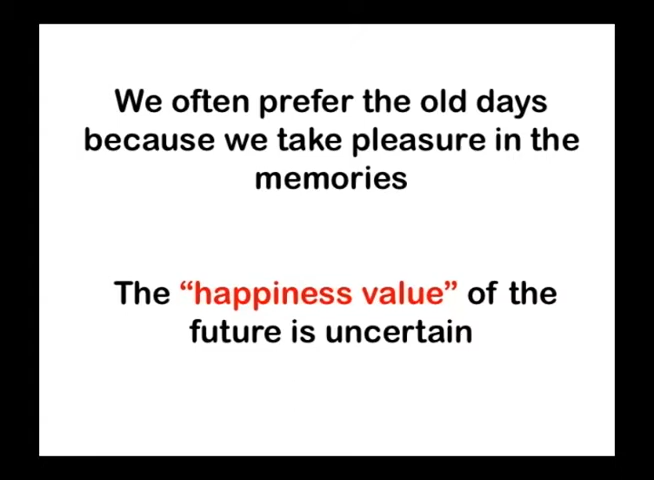 We often prefer the old days
because we take pleasure in the
memories
The “happiness value” of the
future is uncertain